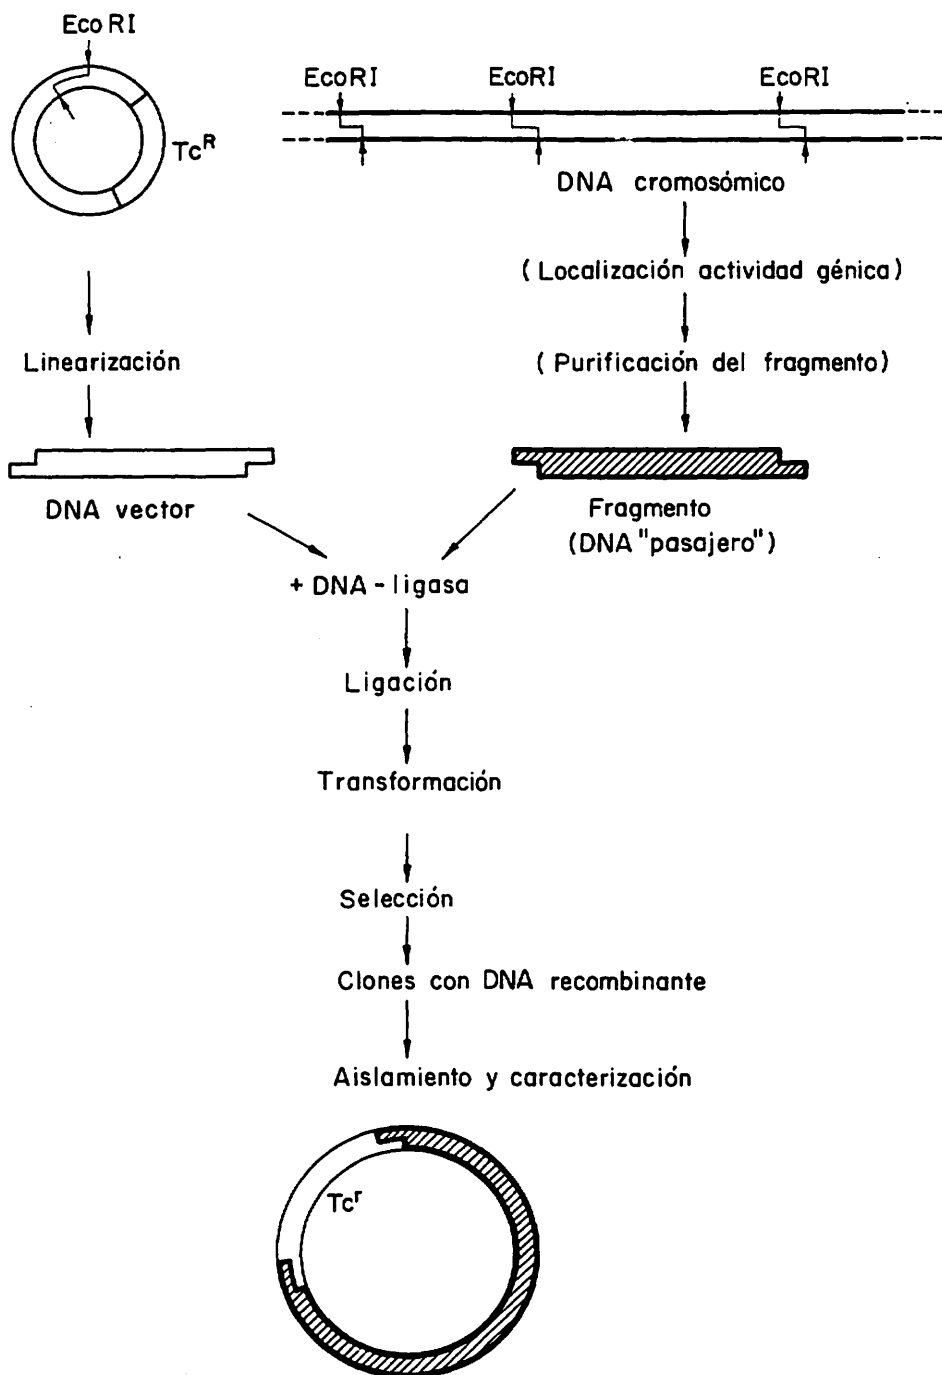 Eco RI
Tc^R
EcoRI
EcoRI
EcoRI
DNA cromosómico
(Localización actividad génica)
Linearización
(Purificación del fragmento)
DNA vector
Fragmento
(DNA "pasajero")
+ DNA-ligasa
Ligación
Transformación
Selección
Clones con DNA recombinante
Aislamiento y caracterización
Tc^r